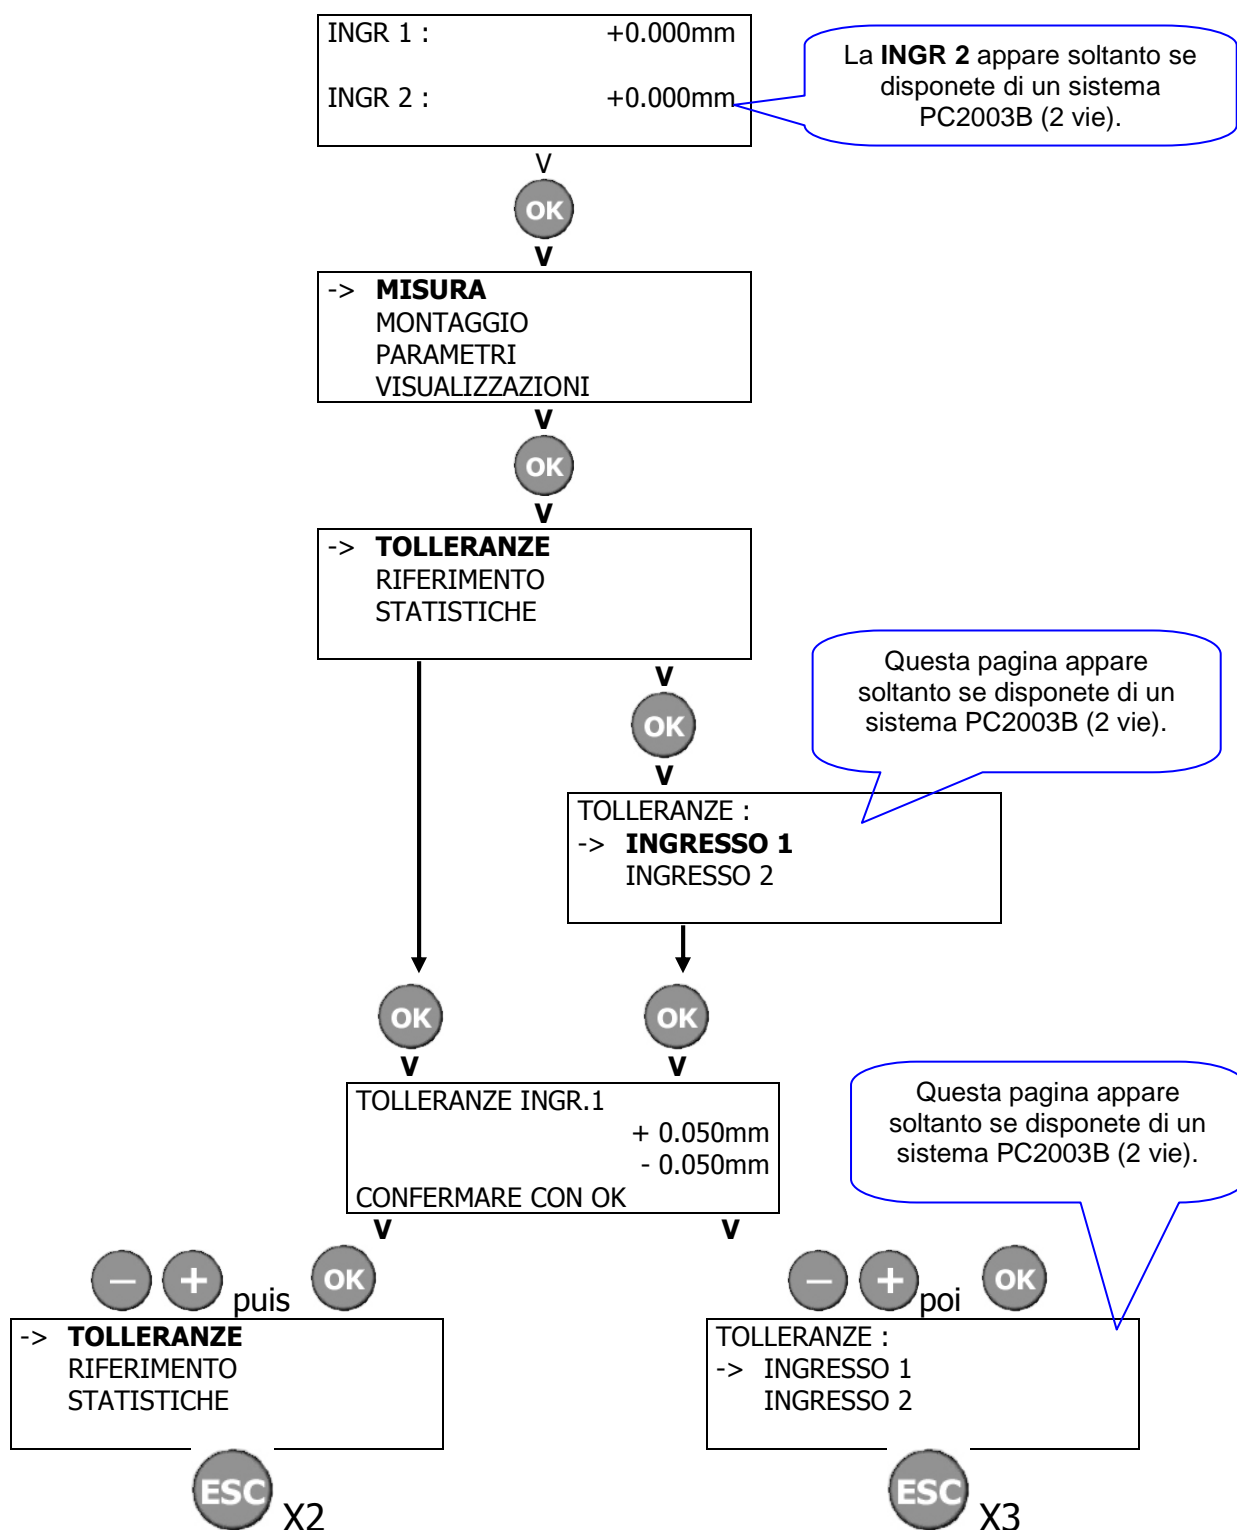 INGR 1 : +0.000mm
La INGR 2 appare soltanto se
disponete di un sistema
PC2003B (2 vie).
INGR 2 : +0.000mm
V
OK
V
-> MISURA
MONTAGGIO
PARAMETRI
VISUALIZZAZIONI
V
OK
V
-> TOLLERANZE
RIFERIMENTO
STATISTICHE
Questa pagina appare
soltanto se disponete di un
sistema PC2003B (2 vie).
V
OK
V
TOLLERANZE :
-> INGRESSO 1
INGRESSO 2
OK
OK
V
V
TOLLERANZE INGR.1
+ 0.050mm
- 0.050mm
CONFERMARE CON OK
Questa pagina appare
soltanto se disponete di un
sistema PC2003B (2 vie).
V
V
− + puis OK
-> TOLLERANZE
RIFERIMENTO
STATISTICHE
ESC X2
− + poi OK
TOLLERANZE :
-> INGRESSO 1
INGRESSO 2
ESC X3